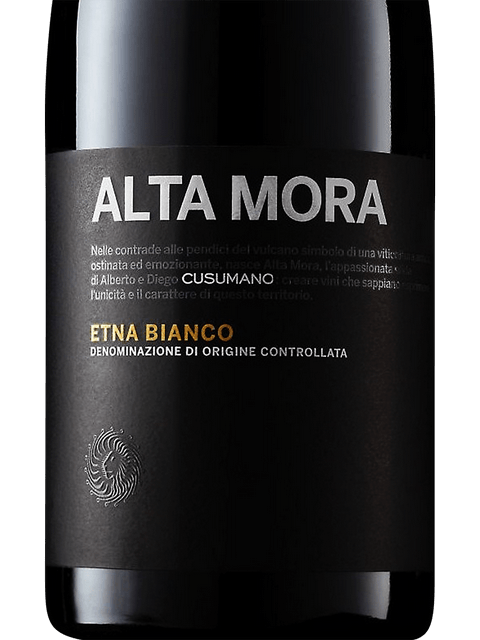 ALTA MORA
Nelle contrade alle pendici del vulcano simbolo di una
ostinata ed emozionante, nasce Alta Mora, l'appassionata
di Alberto e Diego CUSUMANO: creare vini che sappiano
l'unicità e il carattere di questo territorio.
ETNA BIANCO
DENOMINAZIONE DI ORIGINE CONTROLLATA